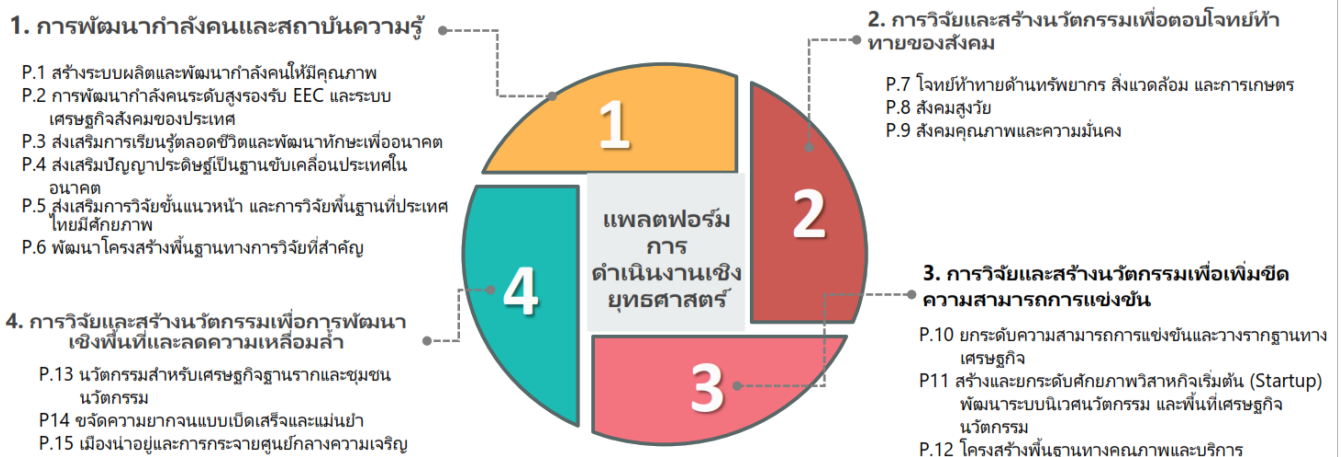 1. การพัฒนากำลังคนและสถาบันความรู้
P.1 สร้างระบบผลิตและพัฒนากำลังคนให้มีคุณภาพ
P.2 การพัฒนากำลังคนระดับสูงรองรับ EEC และระบบ
เศรษฐกิจสังคมของประเทศ
P.3 ส่งเสริมการเรียนรู้ตลอดชีวิตและพัฒนาทักษะเพื่ออนาคต
P.4 ส่งเสริมปัญญาประดิษฐ์เป็นฐานขับเคลื่อนประเทศใน
อนาคต
P.5 ส่งเสริมการวิจัยขั้นแนวหน้า และการวิจัยพื้นฐานที่ประเทศ
ไทยมีศักยภาพ
P.6 พัฒนาโครงสร้างพื้นฐานทางการวิจัยที่สำคัญ
2. การวิจัยและสร้างนวัตกรรมเพื่อตอบโจทย์ท้า
ทายของสังคม
P.7 โจทย์ท้าทายด้านทรัพยากร สิ่งแวดล้อม และการเกษตร
P.8 สังคมสูงวัย
P.9 สังคมคุณภาพและความมั่นคง
1
2
3
4
แพลตฟอร์ม
การ
ดำเนินงานเชิง
ยุทธศาสตร์
3. การวิจัยและสร้างนวัตกรรมเพื่อเพิ่มขีด
ความสามารถการแข่งขัน
P.10 ยกระดับความสามารถการแข่งขันและวางรากฐานทาง
เศรษฐกิจ
P11 สร้างและยกระดับศักยภาพวิสาหกิจเริ่มต้น (Startup)
พัฒนาระบบนิเวศนวัตกรรม และพื้นที่เศรษฐกิจ
นวัตกรรม
P.12 โครงสร้างพื้นฐานทางคุณภาพและบริการ
4. การวิจัยและสร้างนวัตกรรมเพื่อการพัฒนา
เชิงพื้นที่และลดความเหลื่อมล้ำ
P.13 นวัตกรรมสำหรับเศรษฐกิจฐานรากและชุมชน
นวัตกรรม
P14 ขจัดความยากจนแบบเบ็ดเสร็จและแม่นยำ
P.15 เมืองน่าอยู่และการกระจายศูนย์กลางความเจริญ